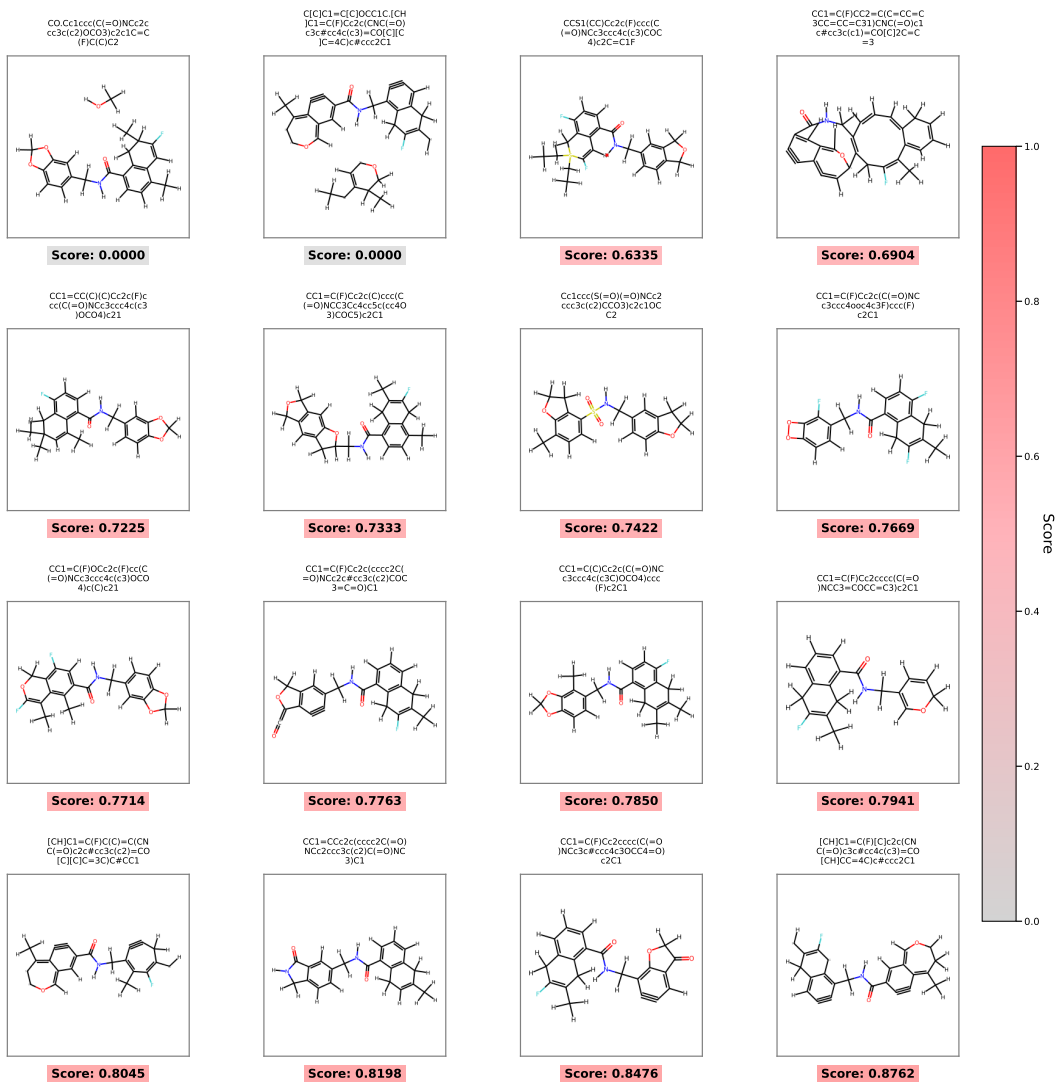 CO.Cc1ccc(C(=O)NCc2c
cc3c(c2)OCO3)c2c1C=C
(F)C(C)C2
C[C]C1=C[C]OCC1C.[CH
]C1=C(F)Cc2c(CNC(=O)
c3c#cc4c(c3)=CO[C][C
]C=4C)c#ccc2C1
CCS1(CC)Cc2c(F)ccc(C
(=O)NCc3ccc4c(c3)COC
4)c2C=C1F
CC1=C(F)CC2=C(C=CC=C
3CC=CC=C31)CNC(=O)c1
c#cc3c(c1)=CO[C]2C=C
=3
Score: 0.0000
Score: 0.0000
Score: 0.6335
Score: 0.6904
CC1=CC(C)(C)Cc2c(F)c
cc(C(=O)NCc3ccc4c(c3
)OCO4)c21
CC1=C(F)Cc2c(C)ccc(C
(=O)NCC3Cc4cc5c(cc4O
3)COC5)c2C1
Cc1ccc(S(=O)(=O)NCc2
ccc3c(c2)CCO3)c2c1OC
C2
CC1=C(F)Cc2c(C(=O)NC
c3ccc4ooc4c3F)ccc(F)
c2C1
Score: 0.7225
Score: 0.7333
Score: 0.7422
Score: 0.7669
CC1=C(F)OCc2c(F)cc(C
(=O)NCc3ccc4c(c3)OCO
4)c(C)c21
CC1=C(F)Cc2c(cccc2C(
=O)NCc2c#cc3c(c2)COC
3=C=O)C1
CC1=C(C)Cc2c(C(=O)NC
c3ccc4c(c3C)OCO4)ccc
(F)c2C1
CC1=C(F)Cc2cccc(C(=O
)NCC3=COCC=C3)c2C1
Score: 0.7714
Score: 0.7763
Score: 0.7850
Score: 0.7941
[CH]C1=C(F)C(C)=C(CN
C(=O)c2c#cc3c(c2)=CO
[C][C]C=3C)C#CC1
CC1=CCc2c(cccc2C(=O)
NCc2ccc3c(c2)C(=O)NC
3)C1
CC1=C(F)Cc2cccc(C(=O
)NCc3c#ccc4c3OCC4=O)
c2C1
[CH]C1=C(F)[C]c2c(CN
C(=O)c3c#cc4c(c3)=CO
[CH]CC=4C)c#ccc2C1
Score: 0.8045
Score: 0.8198
Score: 0.8476
Score: 0.8762
1.0
0.8
0.6
0.4
0.2
0.0
Score